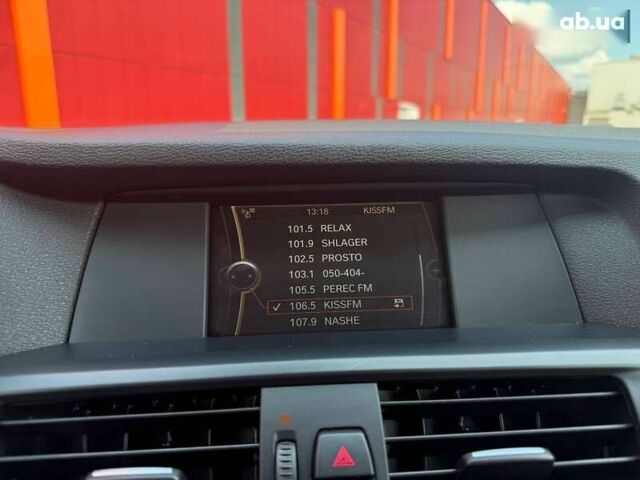 ab.ua
13:18 KISSFM
101.5 RELAX
101.9 SHLAGER
102.5 PROSTO
103.1 050-404-
105.5 PEREC FM
✓ 106.5 KISSFM
107.9 NASHE